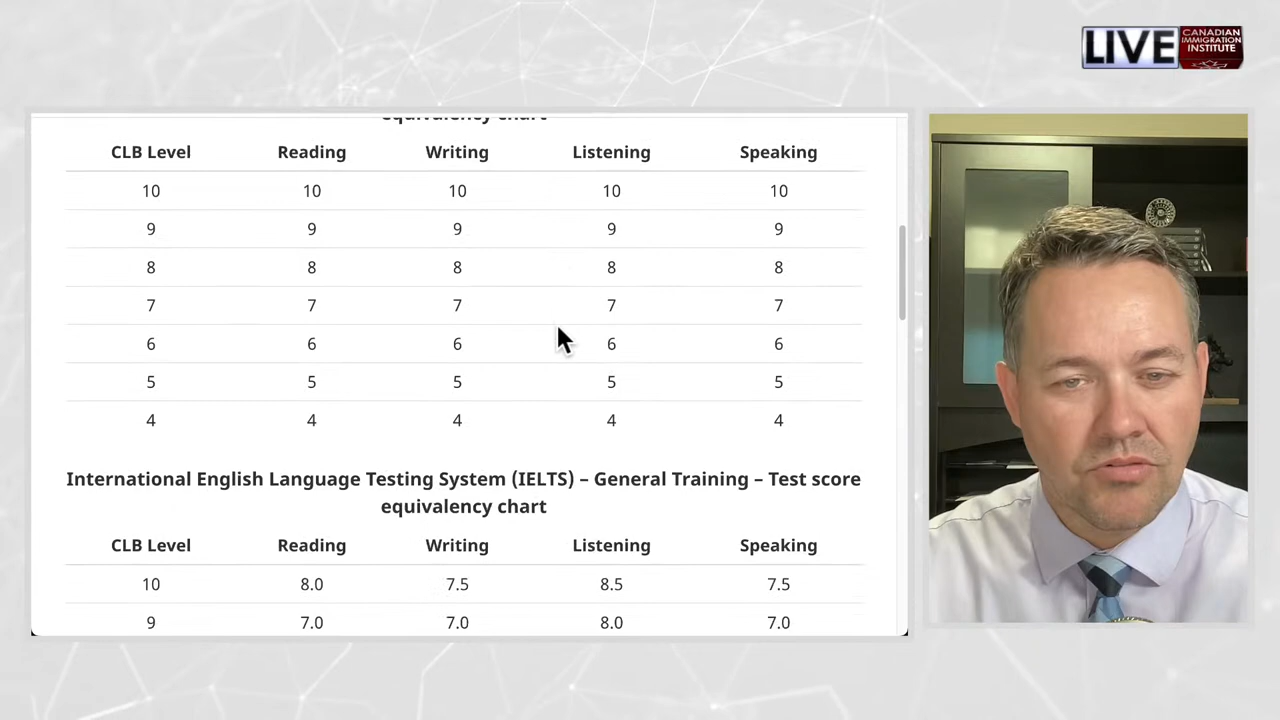 LIVE CANADIAN
IMMIGRATION
INSTITUTE
equivalency chart
CLB Level Reading Writing Listening Speaking
10 10 10 10 10
9 9 9 9 9
8 8 8 8 8
7 7 7 7 7
6 6 6 6 6
5 5 5 5 5
4 4 4 4 4
International English Language Testing System (IELTS) – General Training – Test score
equivalency chart
CLB Level Reading Writing Listening Speaking
10 8.0 7.5 8.5 7.5
9 7.0 7.0 8.0 7.0